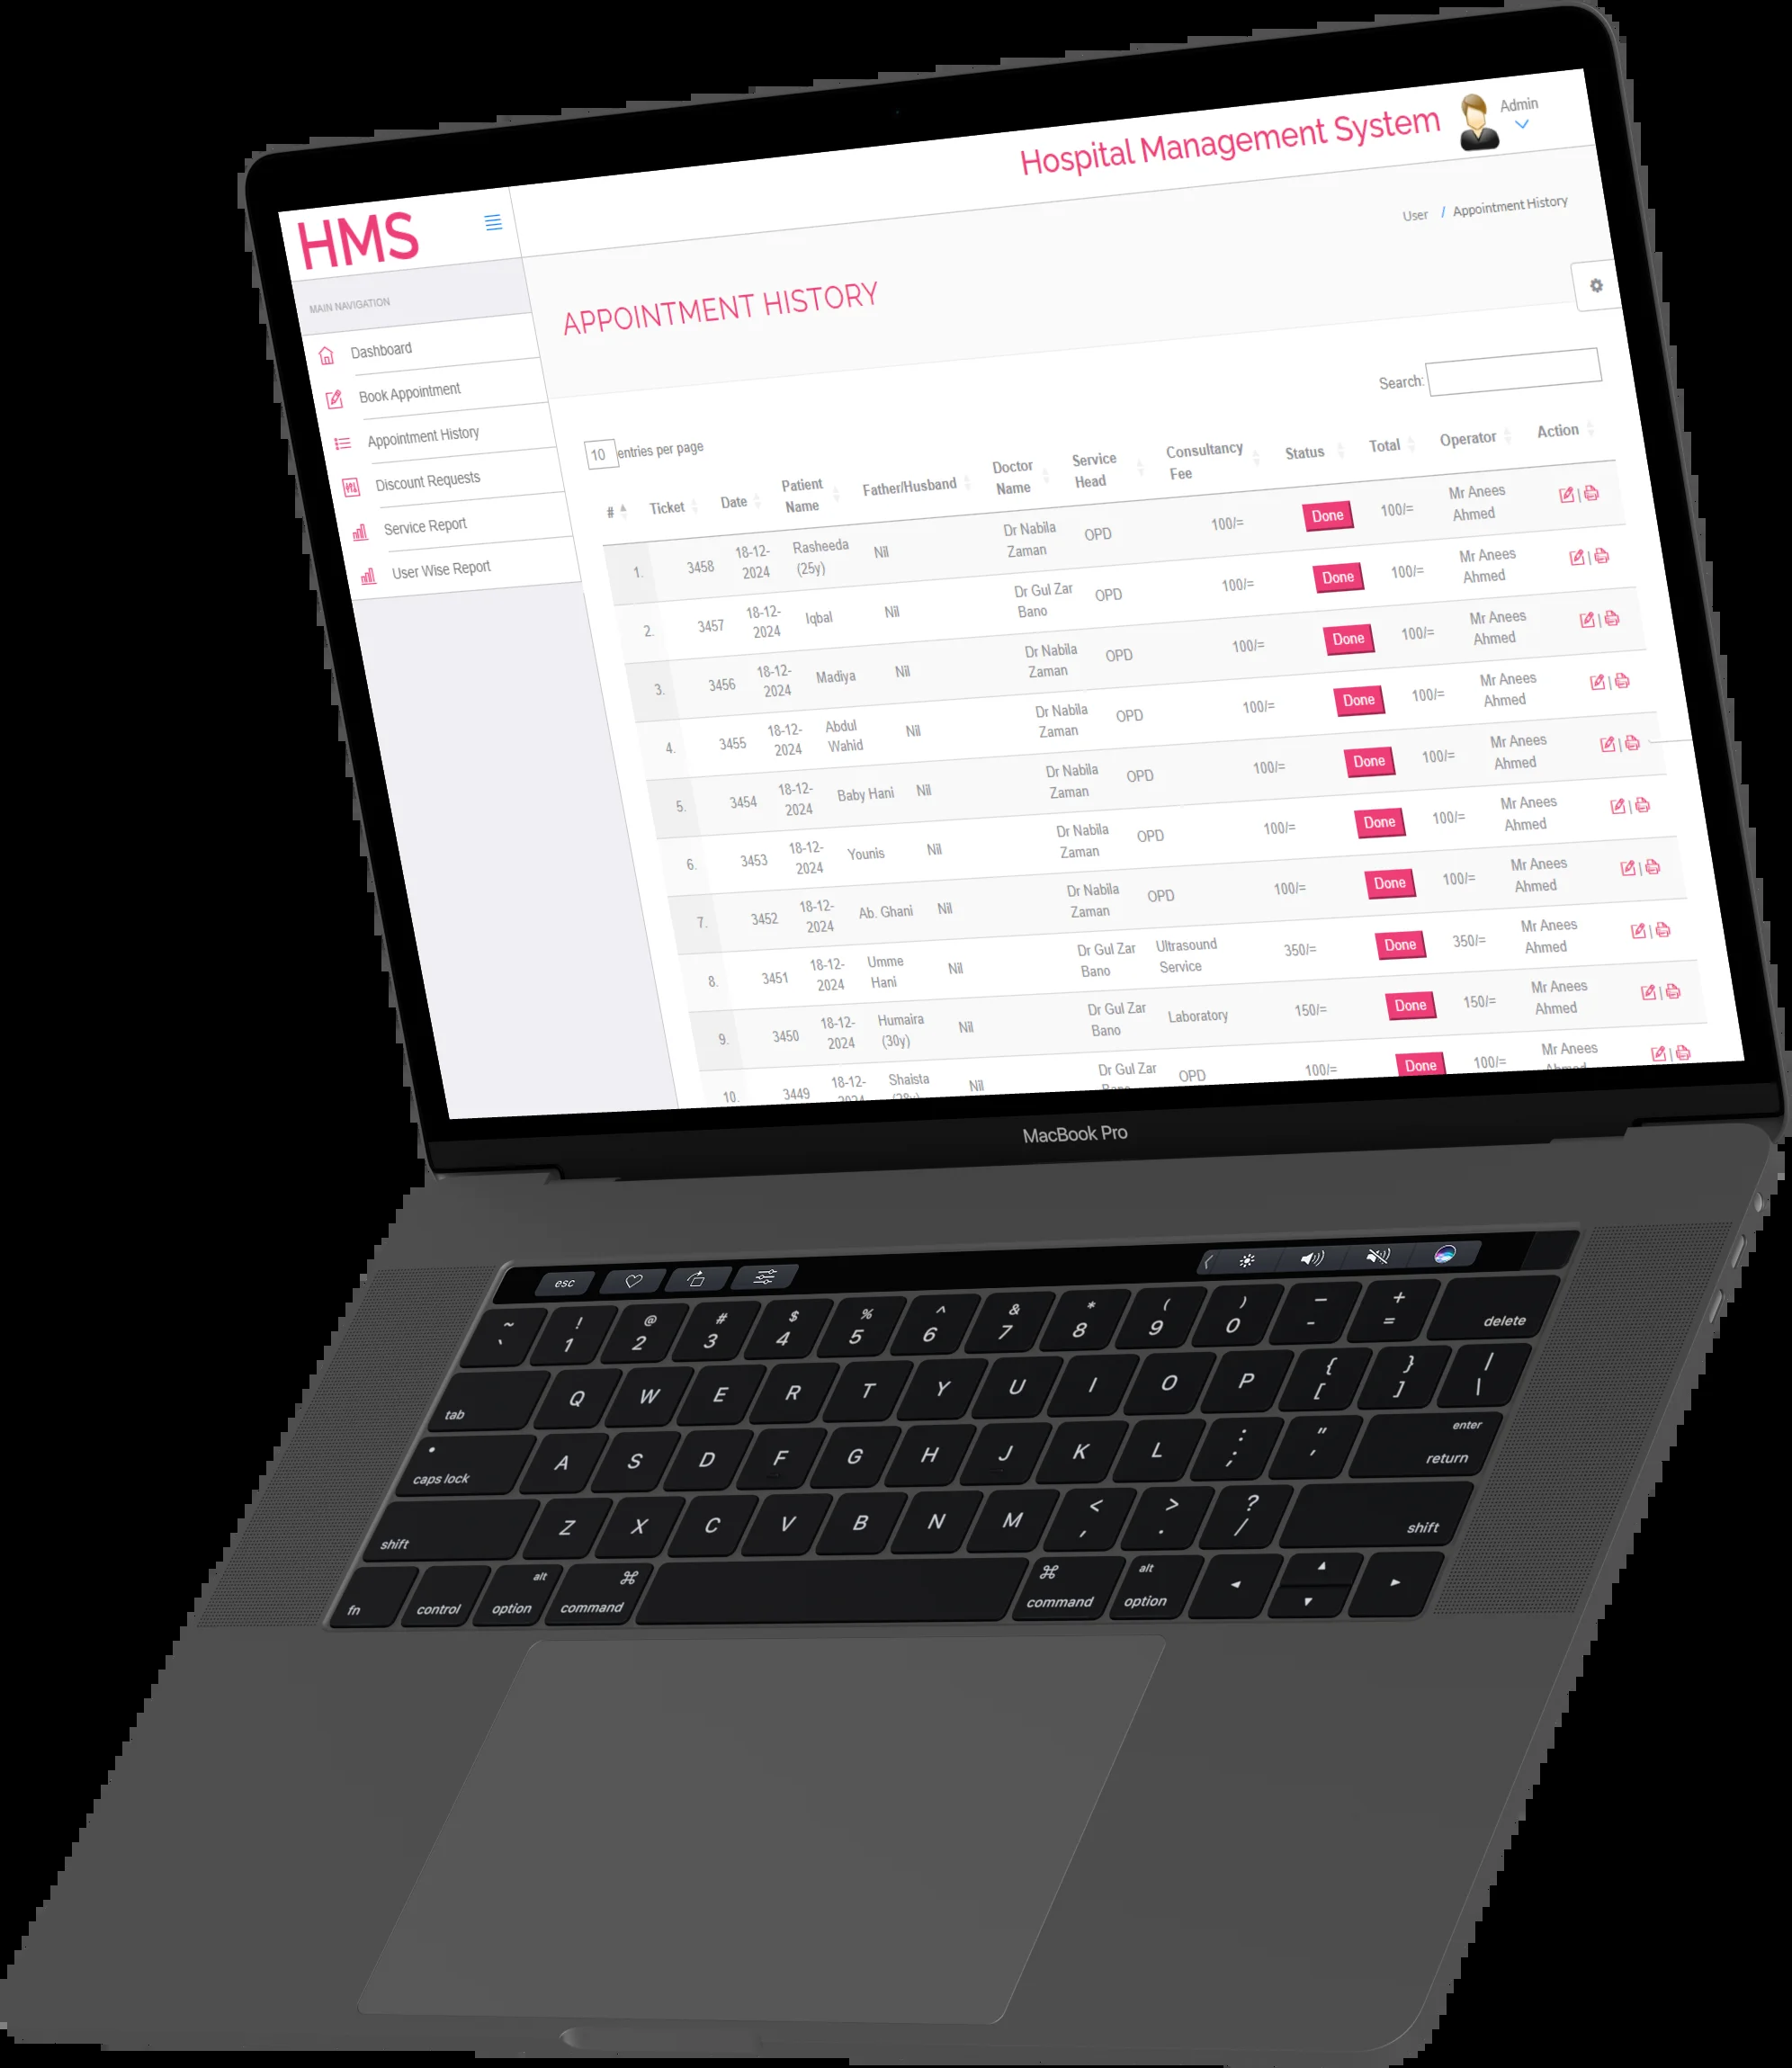 Hospital Management System
Admin
HMS
User / Appointment History
MAIN NAVIGATION
Dashboard
Book Appointment
Appointment History
Discount Requests
Service Report
User Wise Report
APPOINTMENT HISTORY
Search:
10 entries per page
# Ticket Date Patient Name Father/Husband Doctor Name Service Head Consultancy Fee Status Total Operator Action
1. 3458 18-12-2024 Rasheeda (25y) Nil Dr Nabila Zaman OPD 100/= Done 100/= Mr Anees Ahmed
2. 3457 18-12-2024 Iqbal Nil Dr Gul Zar Bano OPD 100/= Done 100/= Mr Anees Ahmed
3. 3456 18-12-2024 Madiya Nil Dr Nabila Zaman OPD 100/= Done 100/= Mr Anees Ahmed
4. 3455 18-12-2024 Abdul Wahid Nil Dr Nabila Zaman OPD 100/= Done 100/= Mr Anees Ahmed
5. 3454 18-12-2024 Baby Hani Nil Dr Nabila Zaman OPD 100/= Done 100/= Mr Anees Ahmed
6. 3453 18-12-2024 Younis Nil Dr Nabila Zaman OPD 100/= Done 100/= Mr Anees Ahmed
7. 3452 18-12-2024 Ab. Ghani Nil Dr Nabila Zaman OPD 100/= Done 100/= Mr Anees Ahmed
8. 3451 18-12-2024 Umme Hani Nil Dr Gul Zar Bano Ultrasound Service 350/= Done 350/= Mr Anees Ahmed
9. 3450 18-12-2024 Humaira (30y) Nil Dr Gul Zar Bano Laboratory 150/= Done 150/= Mr Anees Ahmed
10. 3449 18-12- Shaista Nil Dr Gul Zar OPD 100/= Done 100/= Mr Anees
MacBook Pro
esc
~ ` ! 1 @ 2 # 3 $ 4 % 5 ^ 6 & 7 * 8 ( 9 ) 0 — - + = delete
tab Q W E R T Y U I O P { [ } ] | \
caps lock A S D F G H J K L : ; " ' enter return
shift Z X C V B N M < , > . ? / shift
fn control alt option ⌘ command ⌘ command alt option ◄ ▲ ▼ ►